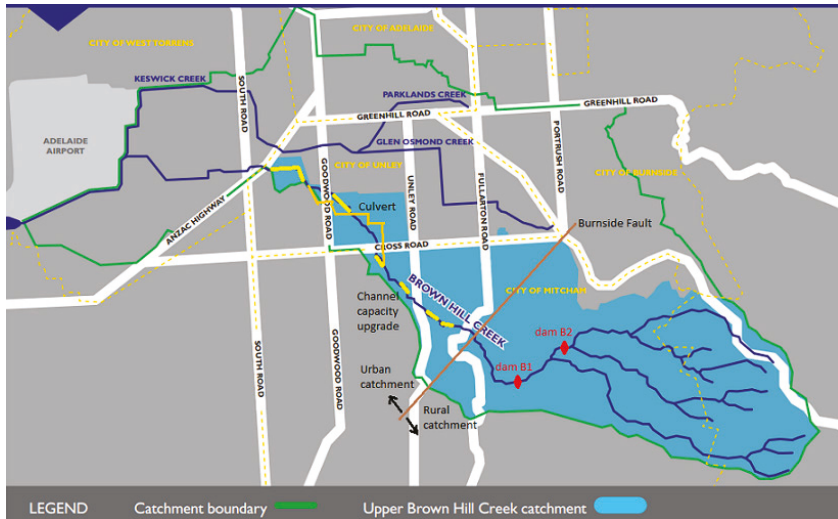 CITY OF WEST TORRENS
CITY OF ADELAIDE
KESWICK CREEK
SOUTH ROAD
PARKLANDS CREEK
GREENHILL ROAD
GREENHILL ROAD
ADELAIDE
AIRPORT
GLEN OSMOND CREEK
PORTRUSH ROAD
CITY OF UNLEY
CITY OF BURNSIDE
GOODWOOD ROAD
UNLEY ROAD
FULLARTON ROAD
ANZAC HIGHWAY
Culvert
Burnside Fault
CROSS ROAD
BROWN HILL CREEK
CITY OF MITCHAM
Channel
capacity
upgrade
dam B2
dam B1
SOUTH ROAD
GOODWOOD ROAD
Urban
catchment
Rural
catchment
LEGEND
Catchment boundary
Upper Brown Hill Creek catchment